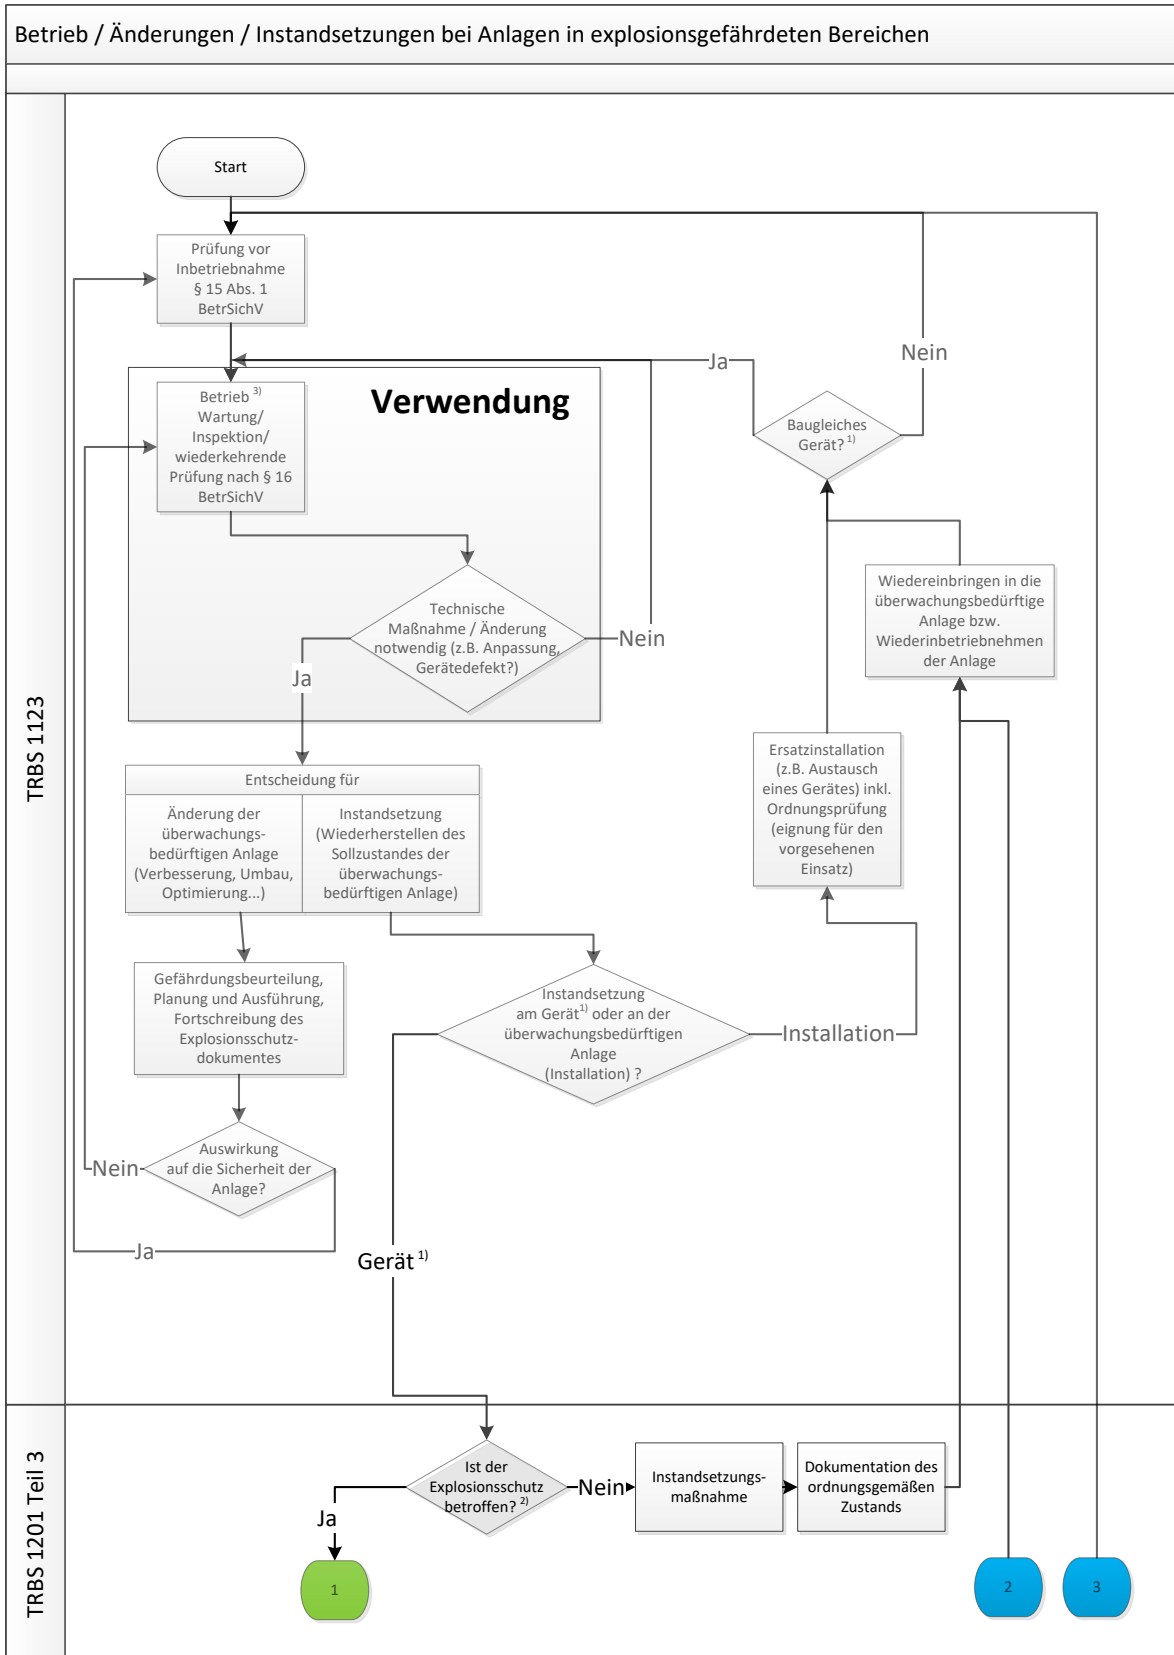 Betrieb / Änderungen / Instandsetzungen bei Anlagen in explosionsgefährdeten Bereichen
TRBS 1123
Start
Prüfung vor
Inbetriebnahme
§ 15 Abs. 1
BetrSichV
Ja
Nein
Verwendung
Betrieb 3)
Wartung/
Inspektion/
wiederkehrende
Prüfung nach § 16
BetrSichV
Baugleiches
Gerät? 1)
Technische
Maßnahme / Änderung
notwendig (z.B. Anpassung,
Gerätedefekt?)
Nein
Ja
Wiedereinbringen in die
überwachungsbedürftige
Anlage bzw.
Wiederinbetriebnehmen
der Anlage
Entscheidung für
Änderung der
überwachungs-
bedürftigen Anlage
(Verbesserung, Umbau,
Optimierung...)
Instandsetzung
(Wiederherstellen des
Sollzustandes der
überwachungs-
bedürftigen Anlage)
Ersatzinstallation
(z.B. Austausch
eines Gerätes) inkl.
Ordnungsprüfung
(eignung für den
vorgesehenen
Einsatz)
Gefährdungsbeurteilung,
Planung und Ausführung,
Fortschreibung des
Explosionsschutz-
dokumentes
Instandsetzung
am Gerät1) oder an der
überwachungsbedürftigen
Anlage
(Installation) ?
Installation
Auswirkung
auf die Sicherheit der
Anlage?
Nein
Ja
Gerät 1)
TRBS 1201 Teil 3
Ist der
Explosionsschutz
betroffen? 2)
Nein
Instandsetzungs-
maßnahme
Dokumentation des
ordnungsgemäßen
Zustands
Ja
1
2
3